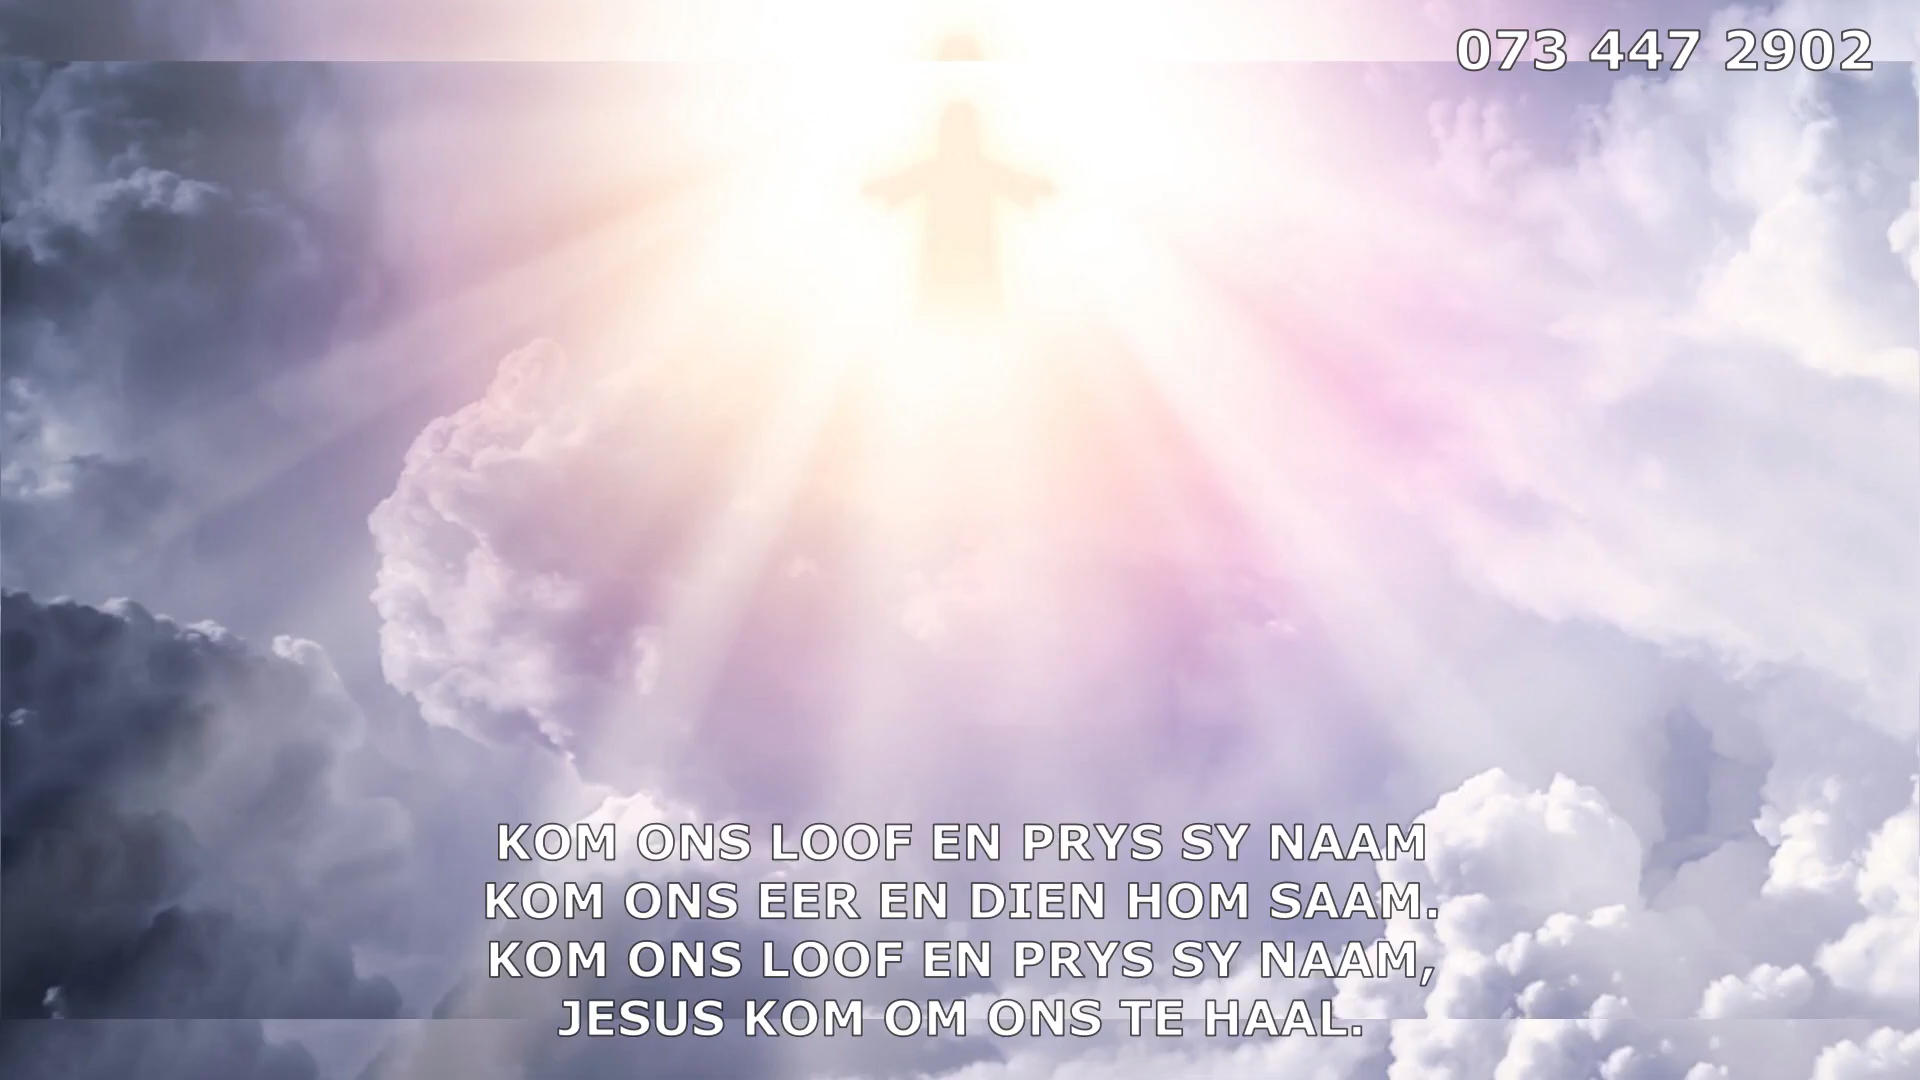 073 447 2902
KOM ONS LOOF EN PRYS SY NAAM
KOM ONS EER EN DIEN HOM SAAM.
KOM ONS LOOF EN PRYS SY NAAM,
JESUS KOM OM ONS TE HAAL.